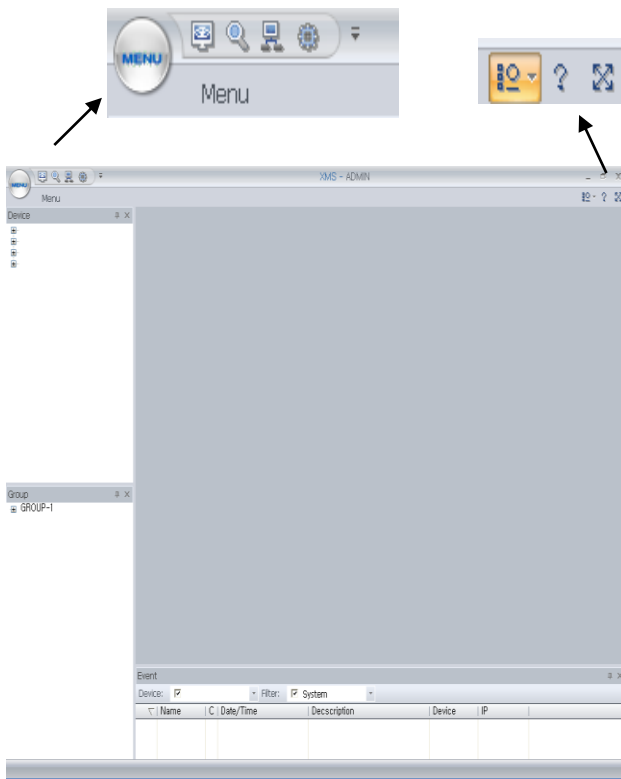 MENU
Menu
?
MENU
XMS - ADMIN
Menu
?
Device
Group
GROUP-1
Event
Device: Filter: System
Name C Date/Time Decscription Device IP